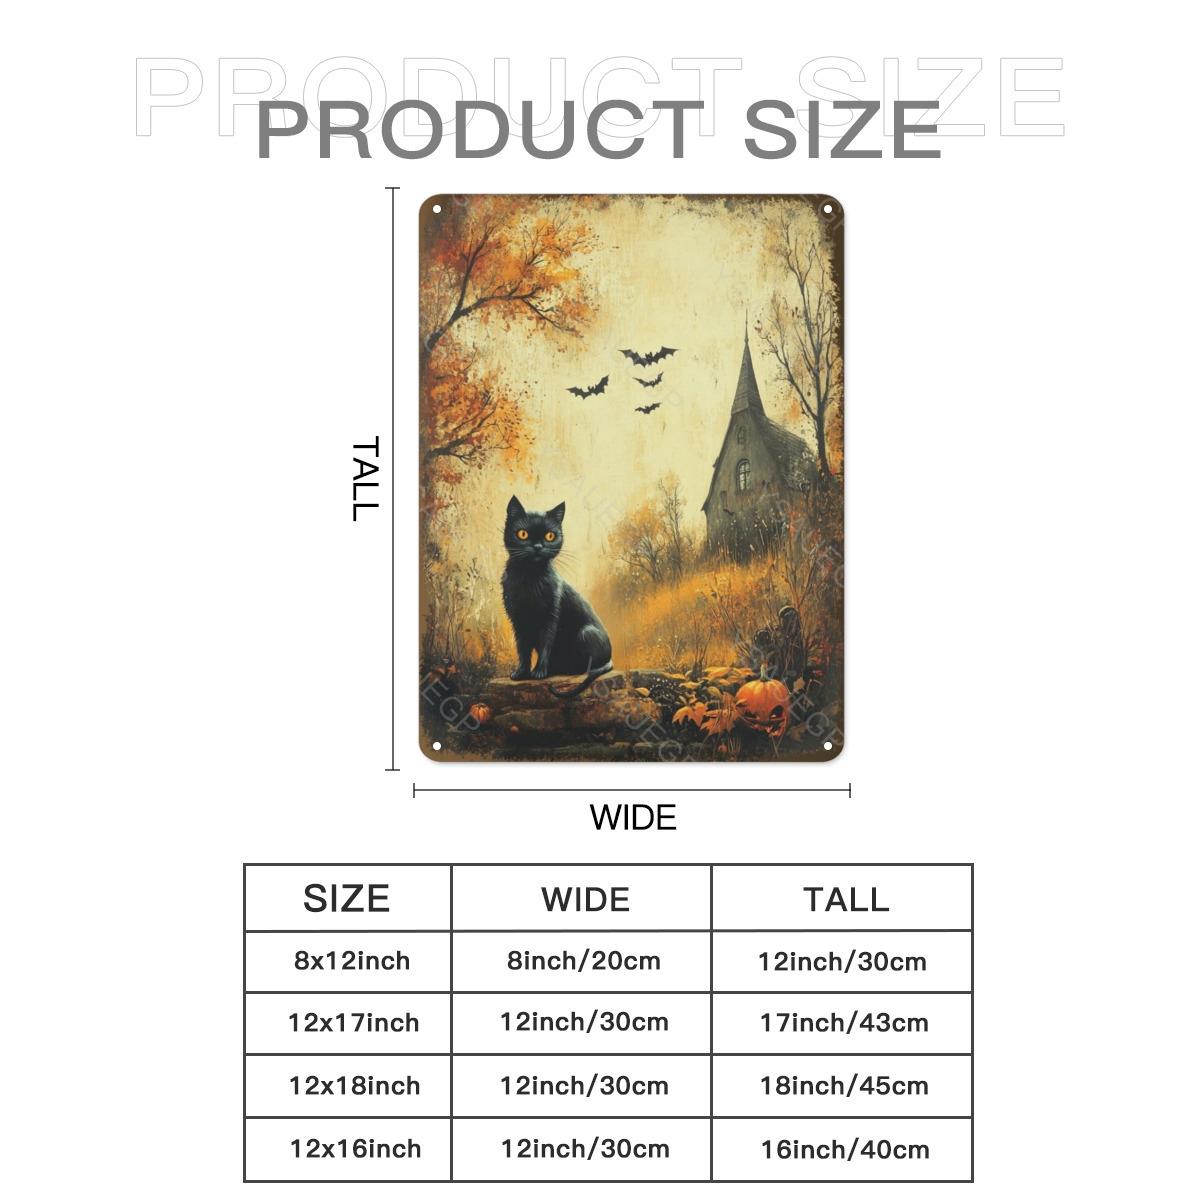 PRODUCT SIZE
PRODUCT SIZE
TALL
WIDE
SIZE WIDE TALL
8x12inch 8inch/20cm 12inch/30cm
12x17inch 12inch/30cm 17inch/43cm
12x18inch 12inch/30cm 18inch/45cm
12x16inch 12inch/30cm 16inch/40cm